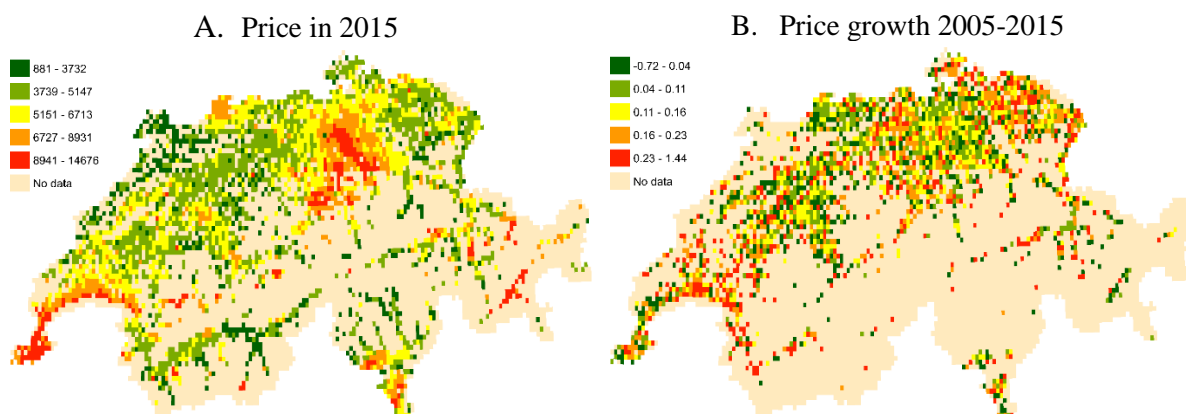 A. Price in 2015
881 - 3732
3739 - 5147
5151 - 6713
6727 - 8931
8941 - 14676
No data
B. Price growth 2005-2015
-0.72 - 0.04
0.04 - 0.11
0.11 - 0.16
0.16 - 0.23
0.23 - 1.44
No data